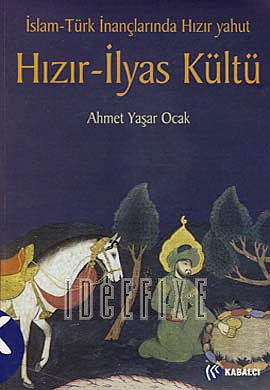 İslam-Türk İnançlarında Hızır yahut
Hızır-İlyas Kültü
Ahmet Yaşar Ocak
ideefixe
KABALCI